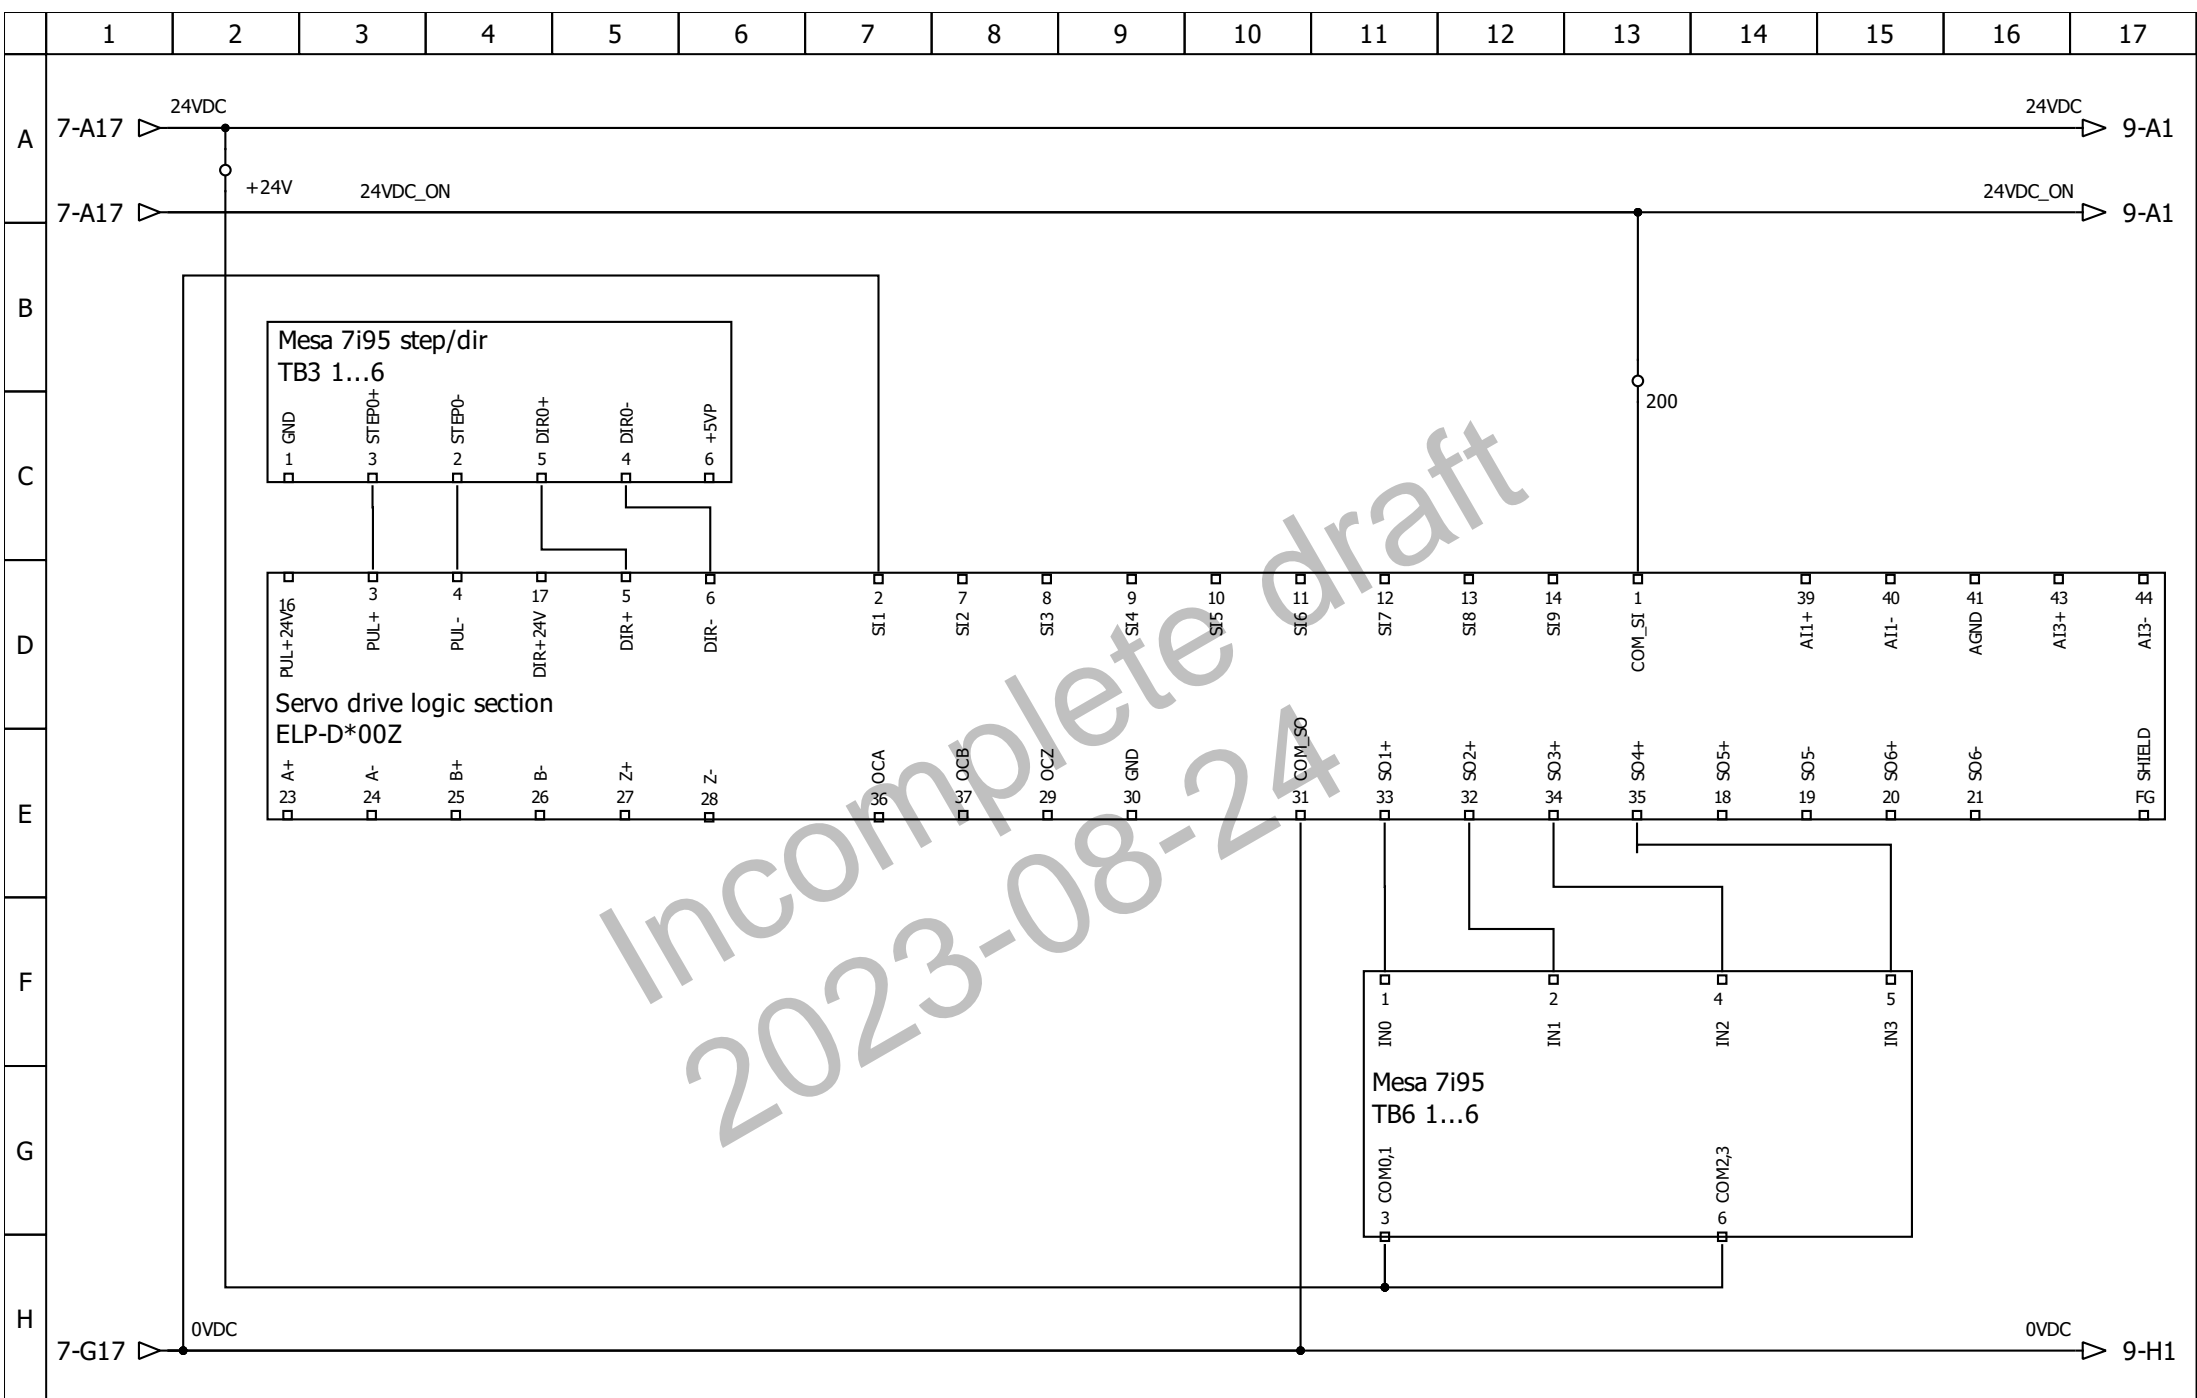 1 2 3 4 5 6 7 8 9 10 11 12 13 14 15 16 17
A
24VDC
24VDC
7-A17
9-A1
+24V
24VDC_ON
24VDC_ON
7-A17
9-A1
B
Mesa 7i95 step/dir
TB3 1...6
200
C
GND STEP0+ STEP0- DIR0+ DIR0- +5VP
1 3 2 5 4 6
D
16 3 4 17 5 6 2 7 8 9 10 11 12 13 14 1 39 40 41 43 44
PUL+24V PUL+ PUL- DIR+24V DIR+ DIR- SI1 SI2 SI3 SI4 SI5 SI6 SI7 SI8 SI9 COM_SI AI1+ AI1- AGND AI3+ AI3-
Servo drive logic section
ELP-D*00Z
E
A+ A- B+ B- Z+ Z- OCA OCB OCZ GND COM_SO SO1+ SO2+ SO3+ SO4+ SO5+ SO5- SO6+ SO6- SHIELD
23 24 25 26 27 28 36 37 29 30 31 33 32 34 35 18 19 20 21 FG
Incomplete draft
2023-08-24
F
1 2 4 5
IN0 IN1 IN2 IN3
Mesa 7i95
TB6 1...6
G
COM0,1 COM2,3
3 6
H
0VDC
0VDC
7-G17
9-H1